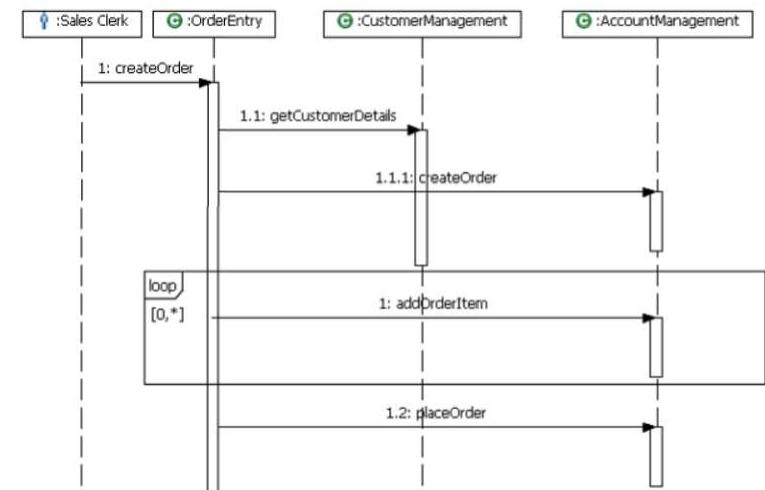 :Sales Clerk
:OrderEntry
:CustomerManagement
:AccountManagement
1: createOrder
1.1: getCustomerDetails
1.1.1: createOrder
loop
[0,*]
1: addOrderItem
1.2: placeOrder